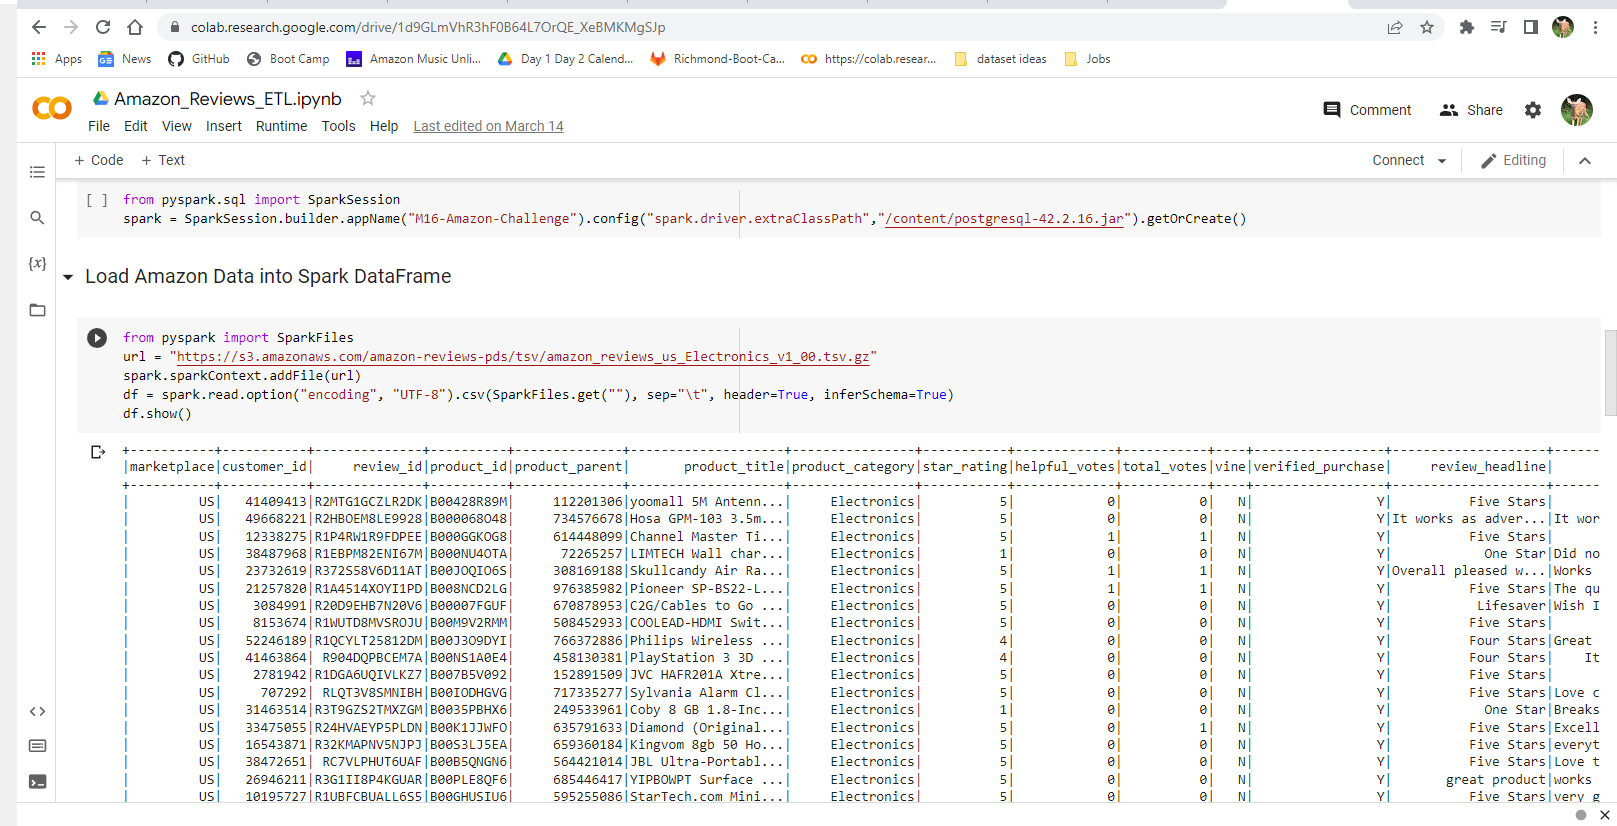 colab.research.google.com/drive/1d9GLmVhR3hF0B64L7OrQE_XeBMKMgSJp
Apps News GitHub Boot Camp Amazon Music Unli... Day 1 Day 2 Calend... Richmond-Boot-Ca... https://colab.resear... dataset ideas Jobs
Amazon_Reviews_ETL.ipynb
Comment Share
File Edit View Insert Runtime Tools Help Last edited on March 14
+ Code + Text Connect Editing
[ ] from pyspark.sql import SparkSession
spark = SparkSession.builder.appName("M16-Amazon-Challenge").config("spark.driver.extraClassPath","/content/postgresql-42.2.16.jar").getOrCreate()
{x}
Load Amazon Data into Spark DataFrame
from pyspark import SparkFiles
url = "https://s3.amazonaws.com/amazon-reviews-pds/tsv/amazon_reviews_us_Electronics_v1_00.tsv.gz"
spark.sparkContext.addFile(url)
df = spark.read.option("encoding", "UTF-8").csv(SparkFiles.get(""), sep="\t", header=True, inferSchema=True)
df.show()
+-----------+-----------+--------------+----------+--------------+--------------------+----------------+-----------+-------------+-----------+----+-----------------+--------------------+------
|marketplace|customer_id|     review_id|product_id|product_parent|       product_title|product_category|star_rating|helpful_votes|total_votes|vine|verified_purchase|     review_headline|
+-----------+-----------+--------------+----------+--------------+--------------------+----------------+-----------+-------------+-----------+----+-----------------+--------------------+------
|         US|   41409413|R2MTG1GCZLR2DK|B00428R89M|     112201306|yoomall 5M Antenn...|     Electronics|          5|            0|          0|   N|                Y|          Five Stars|
|         US|   49668221|R2HBOEM8LE9928|B000068O48|     734576678|Hosa GPM-103 3.5m...|     Electronics|          5|            0|          0|   N|                Y|It works as adver...|It wor
|         US|   12338275|R1P4RW1R9FDPEE|B000GGKOG8|     614448099|Channel Master Ti...|     Electronics|          5|            1|          1|   N|                Y|          Five Stars|
|         US|   38487968|R1EBPM82ENI67M|B000NU4OTA|      72265257|LIMTECH Wall char...|     Electronics|          1|            0|          0|   N|                Y|            One Star|Did no
|         US|   23732619|R372S58V6D11AT|B00JOQIO6S|     308169188|Skullcandy Air Ra...|     Electronics|          5|            1|          1|   N|                Y|Overall pleased w...|Works
|         US|   21257820|R1A4514XOYI1PD|B008NCD2LG|     976385982|Pioneer SP-BS22-L...|     Electronics|          5|            1|          1|   N|                Y|          Five Stars|The qu
|         US|    3084991|R20D9EHB7N20V6|B00007FGUF|     670878953|C2G/Cables to Go ...|     Electronics|          5|            0|          0|   N|                Y|           Lifesaver|Wish I
|         US|    8153674|R1WUTD8MVSROJU|B00M9V2RMM|     508452933|COOLEAD-HDMI Swit...|     Electronics|          5|            0|          0|   N|                Y|          Five Stars|
|         US|   52246189|R1QCYLT25812DM|B00J3O9DYI|     766372886|Philips Wireless ...|     Electronics|          4|            0|          0|   N|                Y|          Four Stars|Great
|         US|   41463864| R904DQPBCEM7A|B00NS1A0E4|     458130381|PlayStation 3 3D ...|     Electronics|          4|            0|          0|   N|                Y|          Four Stars|    It
|         US|    2781942|R1DGA6UQIVLKZ7|B007B5V092|     152891509|JVC HAFR201A Xtre...|     Electronics|          5|            0|          0|   N|                Y|          Five Stars|
|         US|     707292| RLQT3V8SMNIBH|B00IODHGVG|     717335277|Sylvania Alarm Cl...|     Electronics|          5|            0|          0|   N|                Y|          Five Stars|Love c
|         US|   31463514|R3T9GZS2TMXZGM|B0035PBHX6|     249533961|Coby 8 GB 1.8-Inc...|     Electronics|          1|            0|          0|   N|                Y|            One Star|Breaks
|         US|   33475055|R24HVAEYP5PLDN|B00K1JJWFO|     635791633|Diamond (Original...|     Electronics|          5|            0|          1|   N|                Y|          Five Stars|Excell
|         US|   16543871|R32KMAPNV5NJPJ|B00S3LJ5EA|     659360184|Kingvom 8gb 50 Ho...|     Electronics|          5|            0|          0|   N|                Y|          Five Stars|everyt
|         US|   38472651| RC7VLPHUT6UAF|B00B5QNGN6|     564421014|JBL Ultra-Portabl...|     Electronics|          5|            0|          0|   N|                Y|          Five Stars|Love t
|         US|   26946211|R3G1II8P4KGUAR|B00PLE8QF6|     685446417|YIPBOWPT Surface ...|     Electronics|          5|            0|          0|   N|                Y|       great product|works
|         US|   10195727|R1UBFCBUALL6S5|B00GHUSIU6|     595255086|StarTech.com Mini...|     Electronics|          5|            0|          0|   N|                Y|          Five Stars|very g